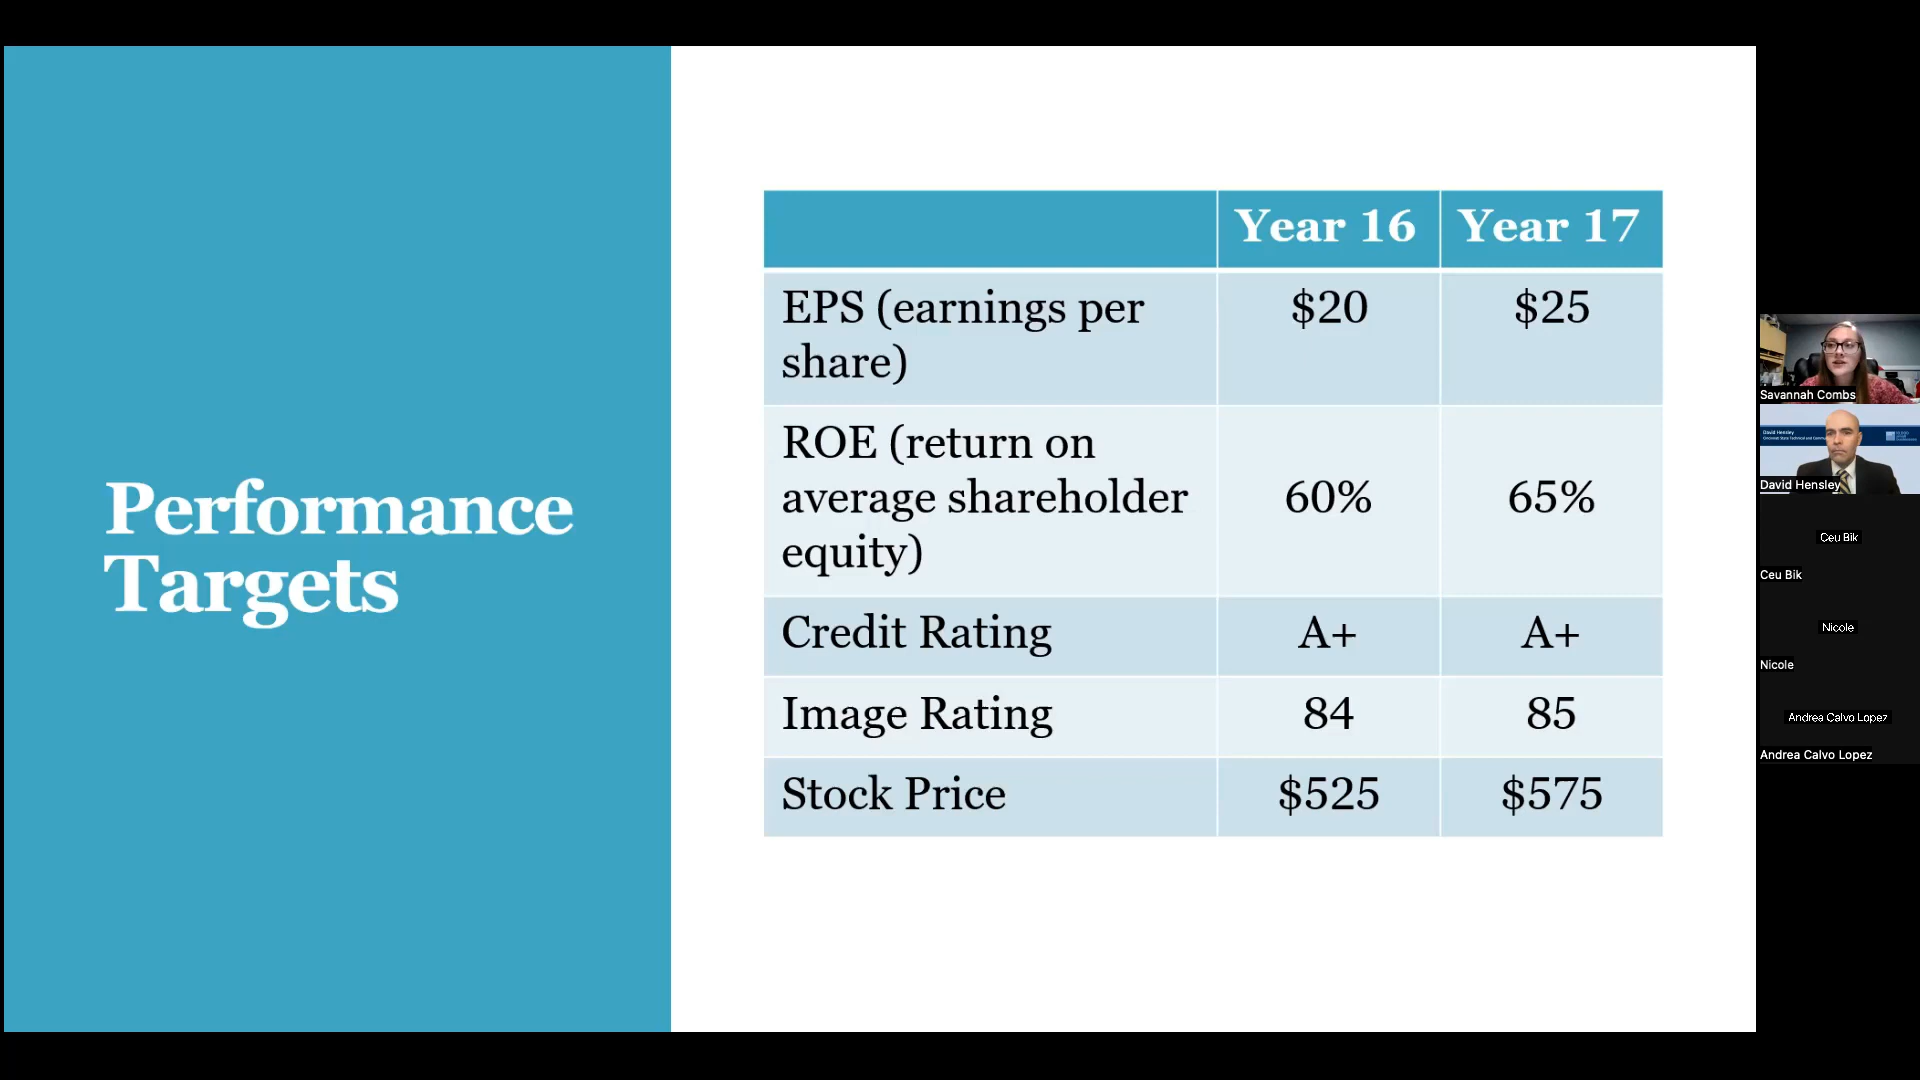 Performance
Targets
Year 16 Year 17
EPS (earnings per
share)
$20 $25
ROE (return on
average shareholder
equity)
60% 65%
Credit Rating A+ A+
Image Rating 84 85
Stock Price $525 $575
Savannah Combs
David Hensley
David Hensley
Ceu Bik
Ceu Bik
Nicole
Nicole
Andrea Calvo Lopez
Andrea Calvo Lopez